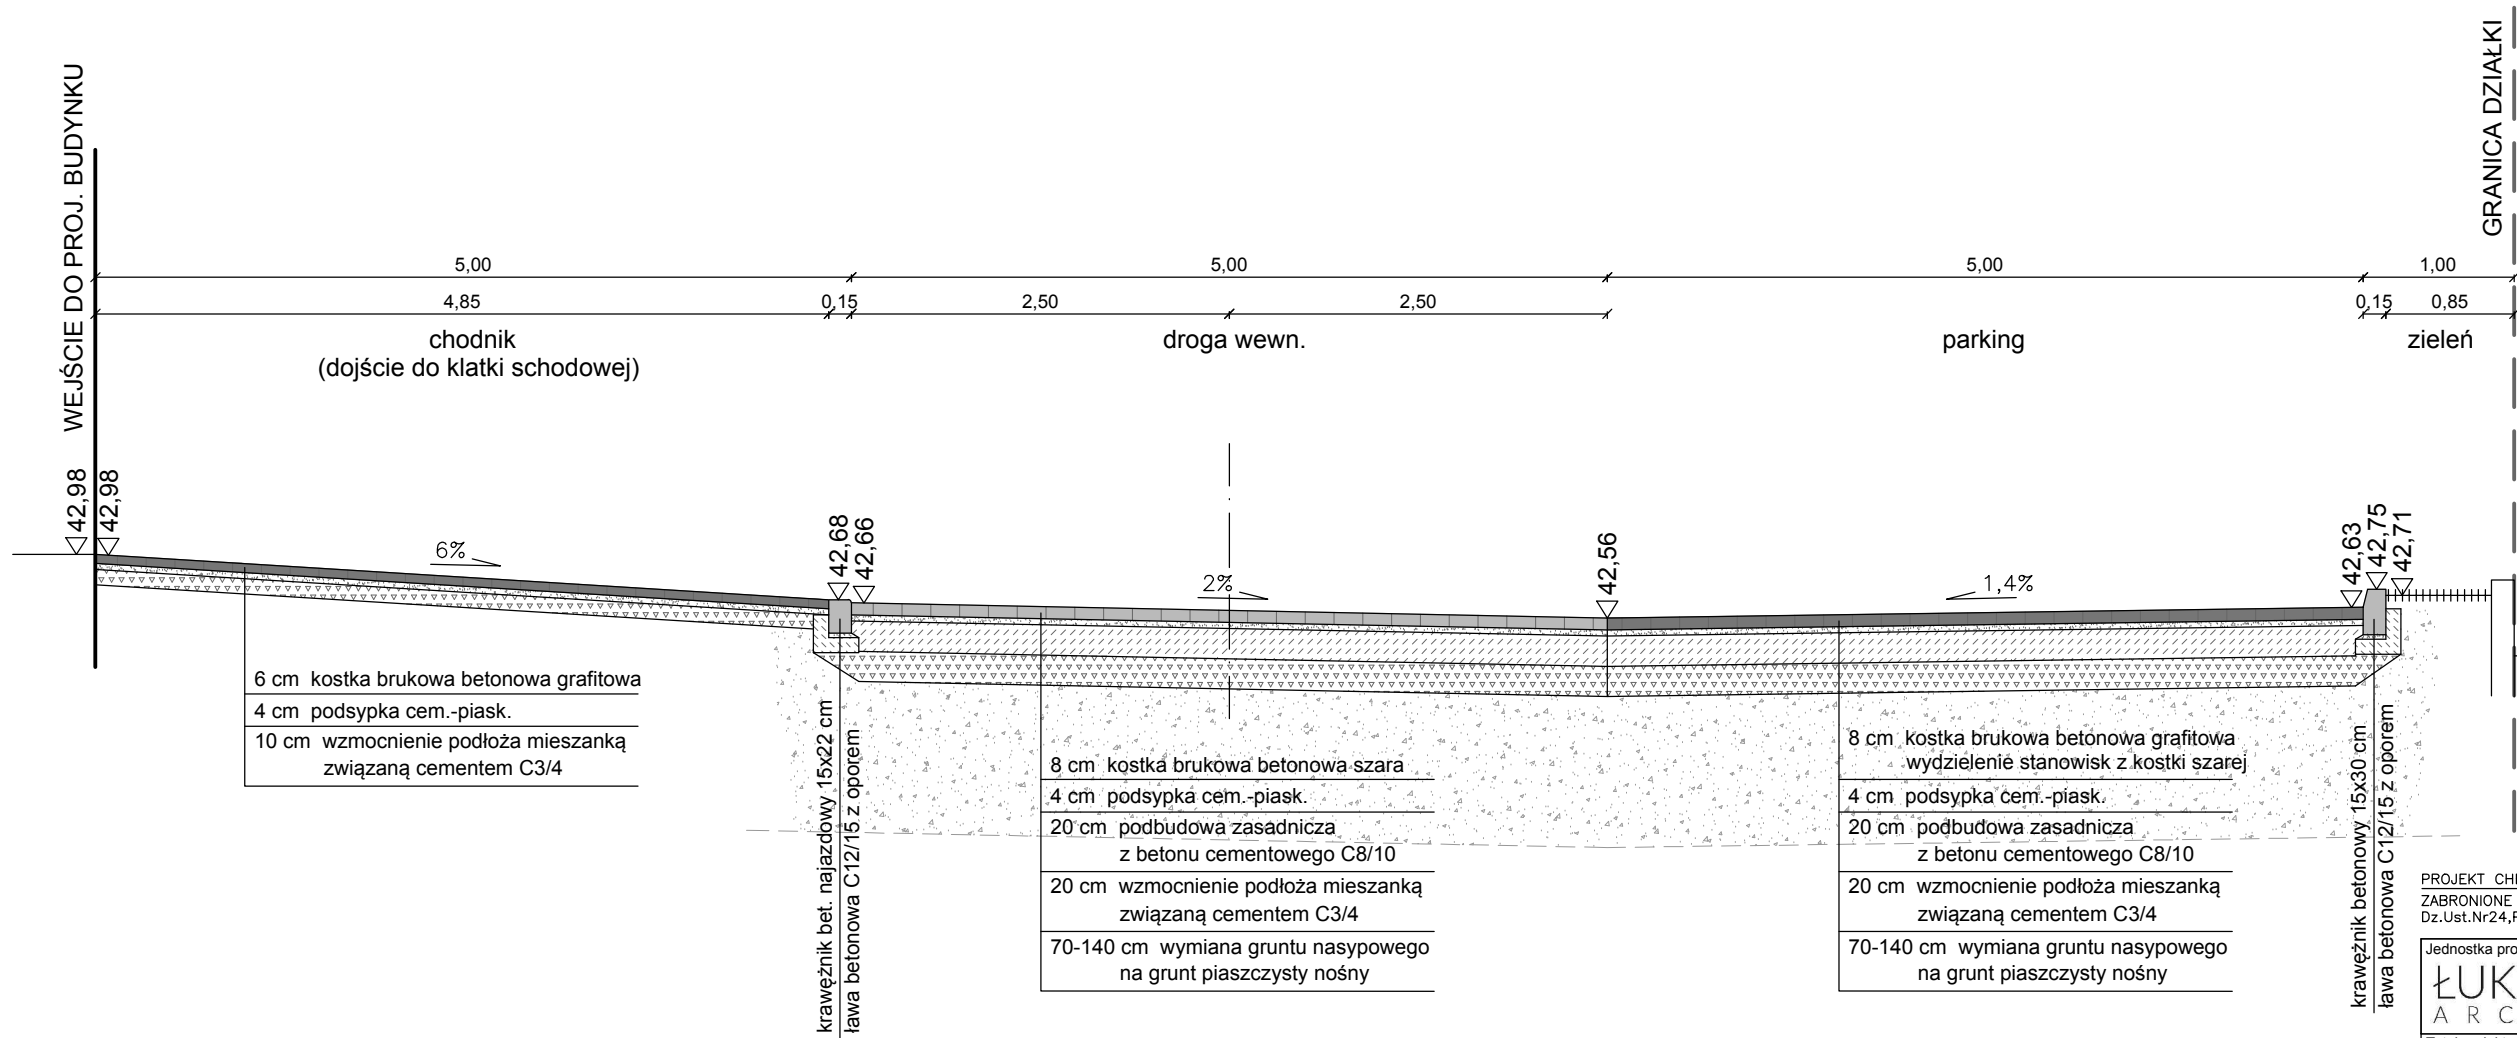 WEJŚCIE DO PROJ. BUDYNKU
GRANICA DZIAŁKI
5,00
5,00
5,00
1,00
4,85
0,15
2,50
2,50
0,15
0,85
chodnik
(dojście do klatki schodowej)
droga wewn.
parking
zieleń
42,98
42,98
6%
42,68
42,66
2%
42,56
1,4%
42,63
42,75
42,71
6 cm kostka brukowa betonowa grafitowa
4 cm podsypka cem.-piask.
10 cm wzmocnienie podłoża mieszanką
związaną cementem C3/4
krawężnik bet. najazdowy 15x22 cm
ława betonowa C12/15 z oporem
8 cm kostka brukowa betonowa szara
4 cm podsypka cem.-piask.
20 cm podbudowa zasadnicza
z betonu cementowego C8/10
20 cm wzmocnienie podłoża mieszanką
związaną cementem C3/4
70-140 cm wymiana gruntu nasypowego
na grunt piaszczysty nośny
8 cm kostka brukowa betonowa grafitowa
wydzielenie stanowisk z kostki szarej
4 cm podsypka cem.-piask.
20 cm podbudowa zasadnicza
z betonu cementowego C8/10
20 cm wzmocnienie podłoża mieszanką
związaną cementem C3/4
70-140 cm wymiana gruntu nasypowego
na grunt piaszczysty nośny
krawężnik betonowy 15x30 cm
ława betonowa C12/15 z oporem
PROJEKT
ZABRONIONE
Dz.Ust.Nr24,
Jednostka
ŁUK
ARC